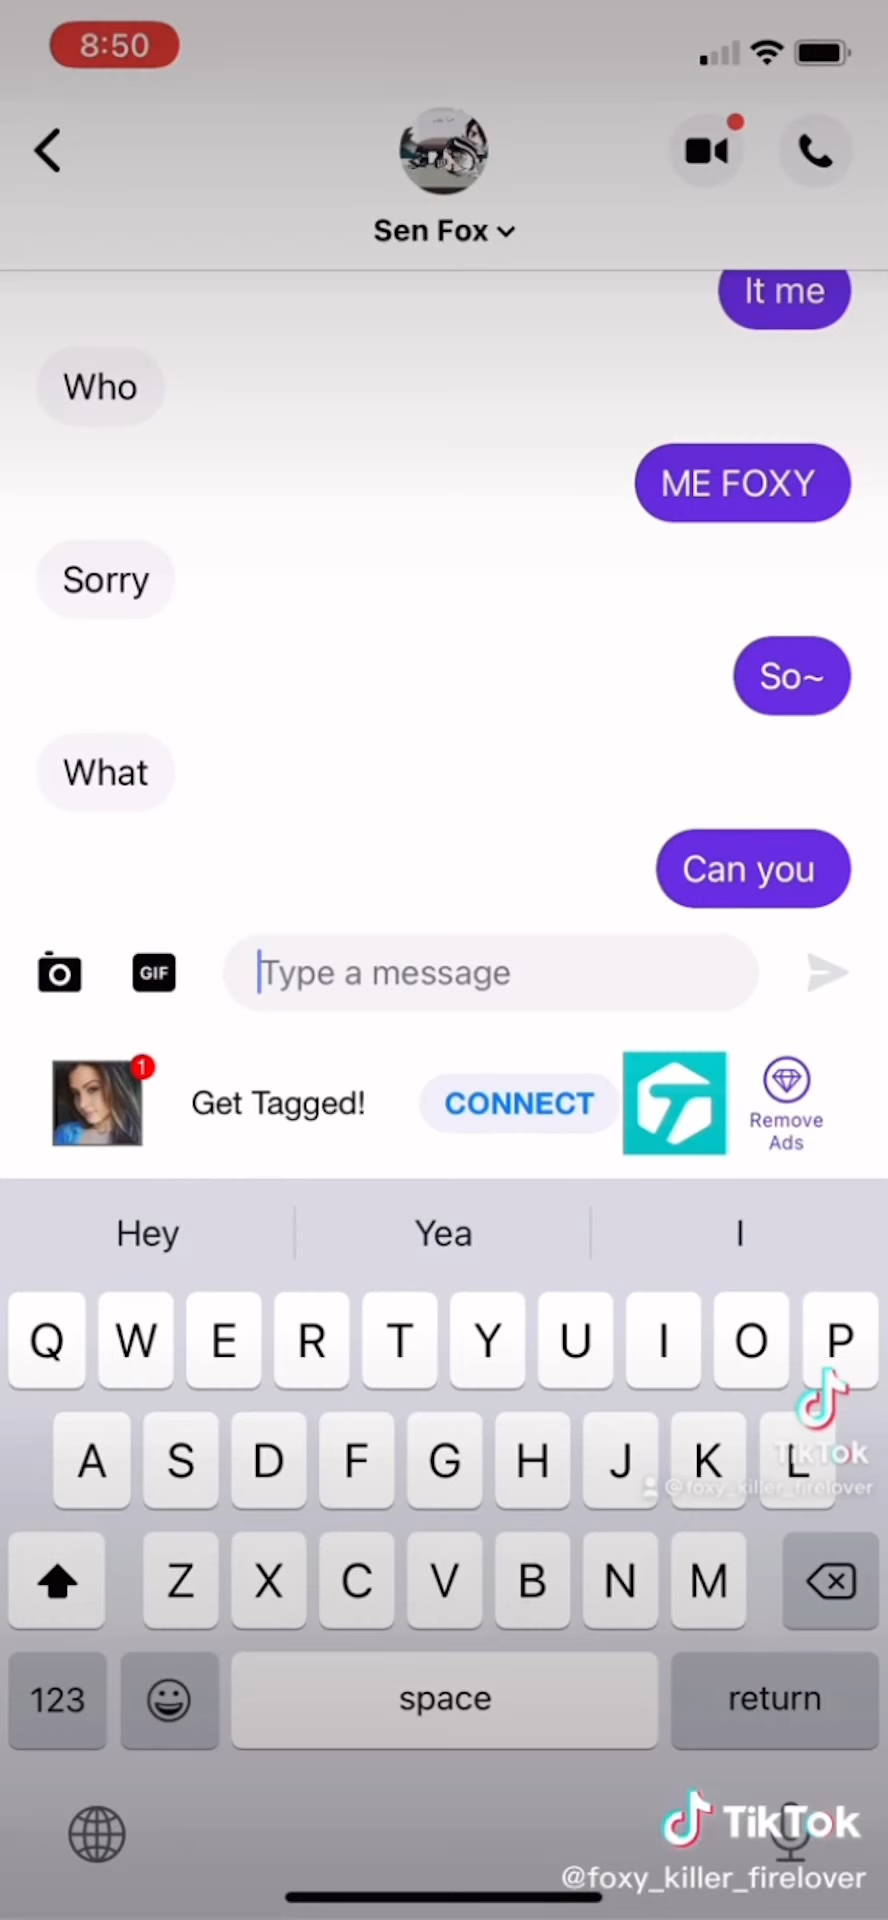 8:50
Sen Fox
It me
Who
ME FOXY
Sorry
So~
What
Can you
GIF
Type a message
1
Get Tagged!
CONNECT
T
Remove
Ads
Hey
Yea
I
Q W E R T Y U I O P
A S D F G H J K L
TikTok
@foxy_killer_firelover
Z X C V B N M
123
space
return
TikTok
@foxy_killer_firelover